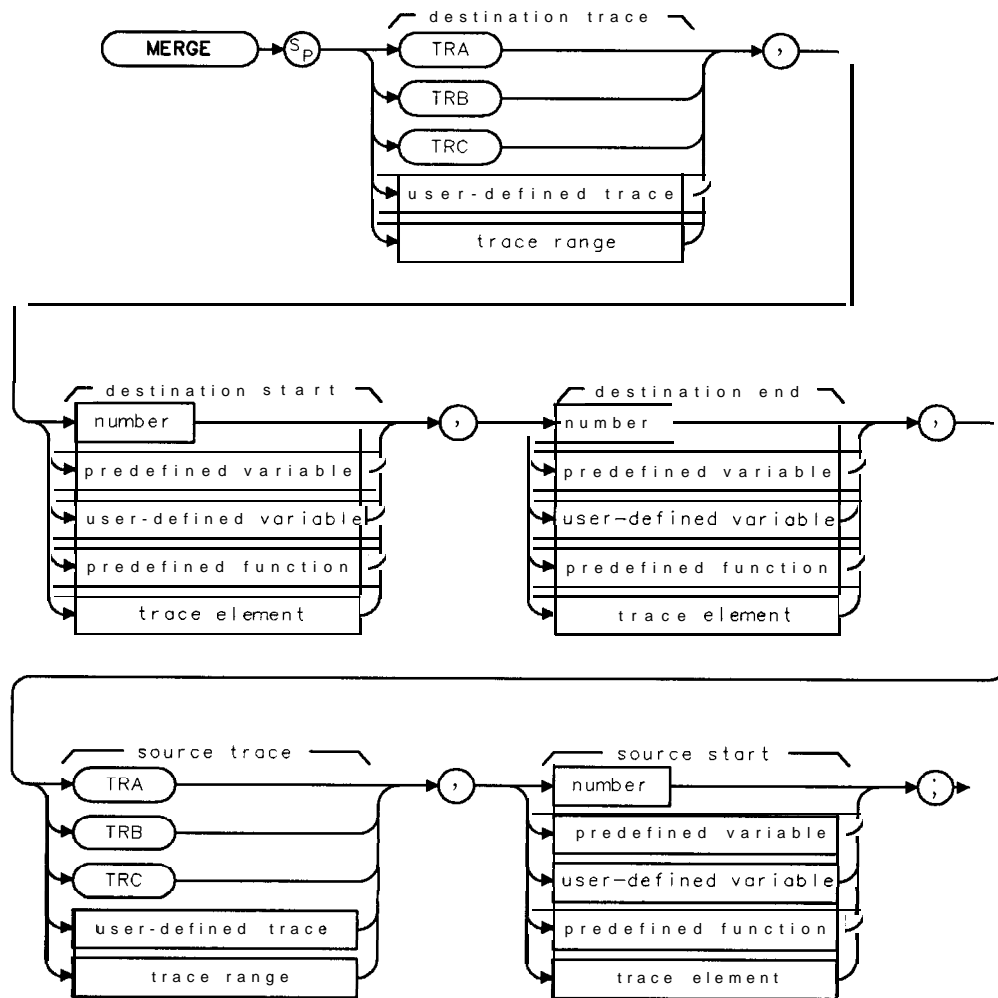 destination trace
MERGE SP TRA ,
TRB
TRC
user-defined trace
trace range
destination start
destination end
number , number ,
predefined variable predefined variable
user-defined variable user-defined variable
predefined function predefined function
trace element trace element
source trace
source start
TRA , number ;
TRB predefined variable
TRC user-defined variable
user-defined trace predefined function
trace range trace element